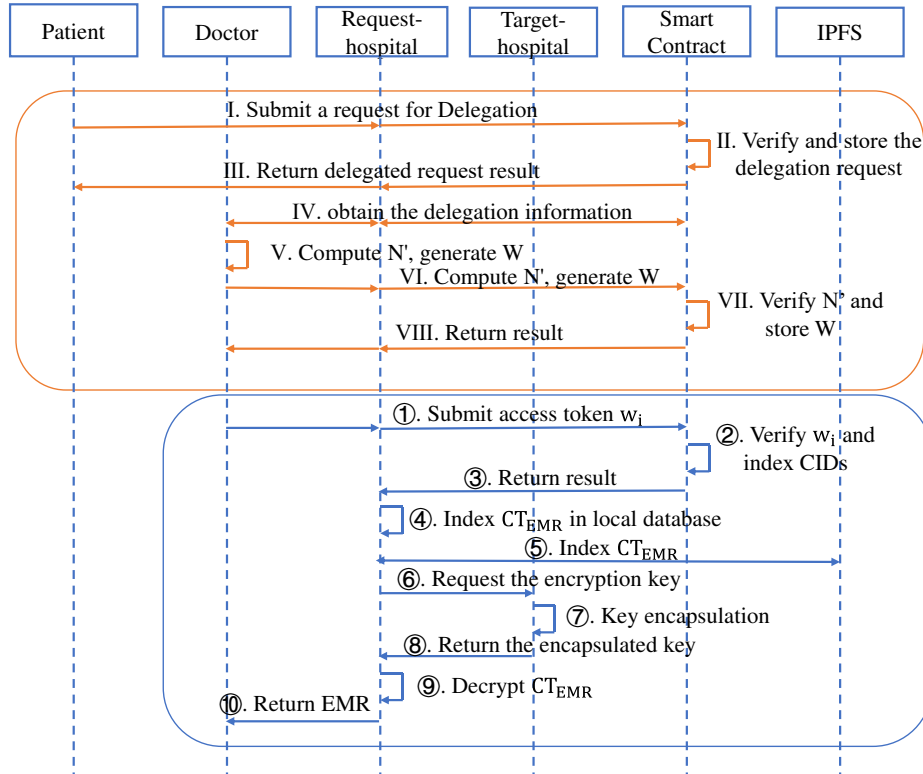 Patient
Doctor
Request-
hospital
Target-
hospital
Smart
Contract
IPFS
I. Submit a request for Delegation
II. Verify and store the
delegation request
III. Return delegated request result
IV. obtain the delegation information
V. Compute N', generate W
VI. Compute N', generate W
VII. Verify N' and
store W
VIII. Return result
①. Submit access token wᵢ
②. Verify wᵢ and
index CIDs
③. Return result
④. Index CT_EMR in local database
⑤. Index CT_EMR
⑥. Request the encryption key
⑦. Key encapsulation
⑧. Return the encapsulated key
⑨. Decrypt CT_EMR
⑩. Return EMR